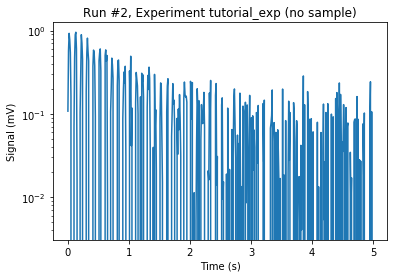 Run #2, Experiment tutorial_exp (no sample)
10⁰
10⁻¹
10⁻²
Signal (mV)
0 1 2 3 4 5
Time (s)